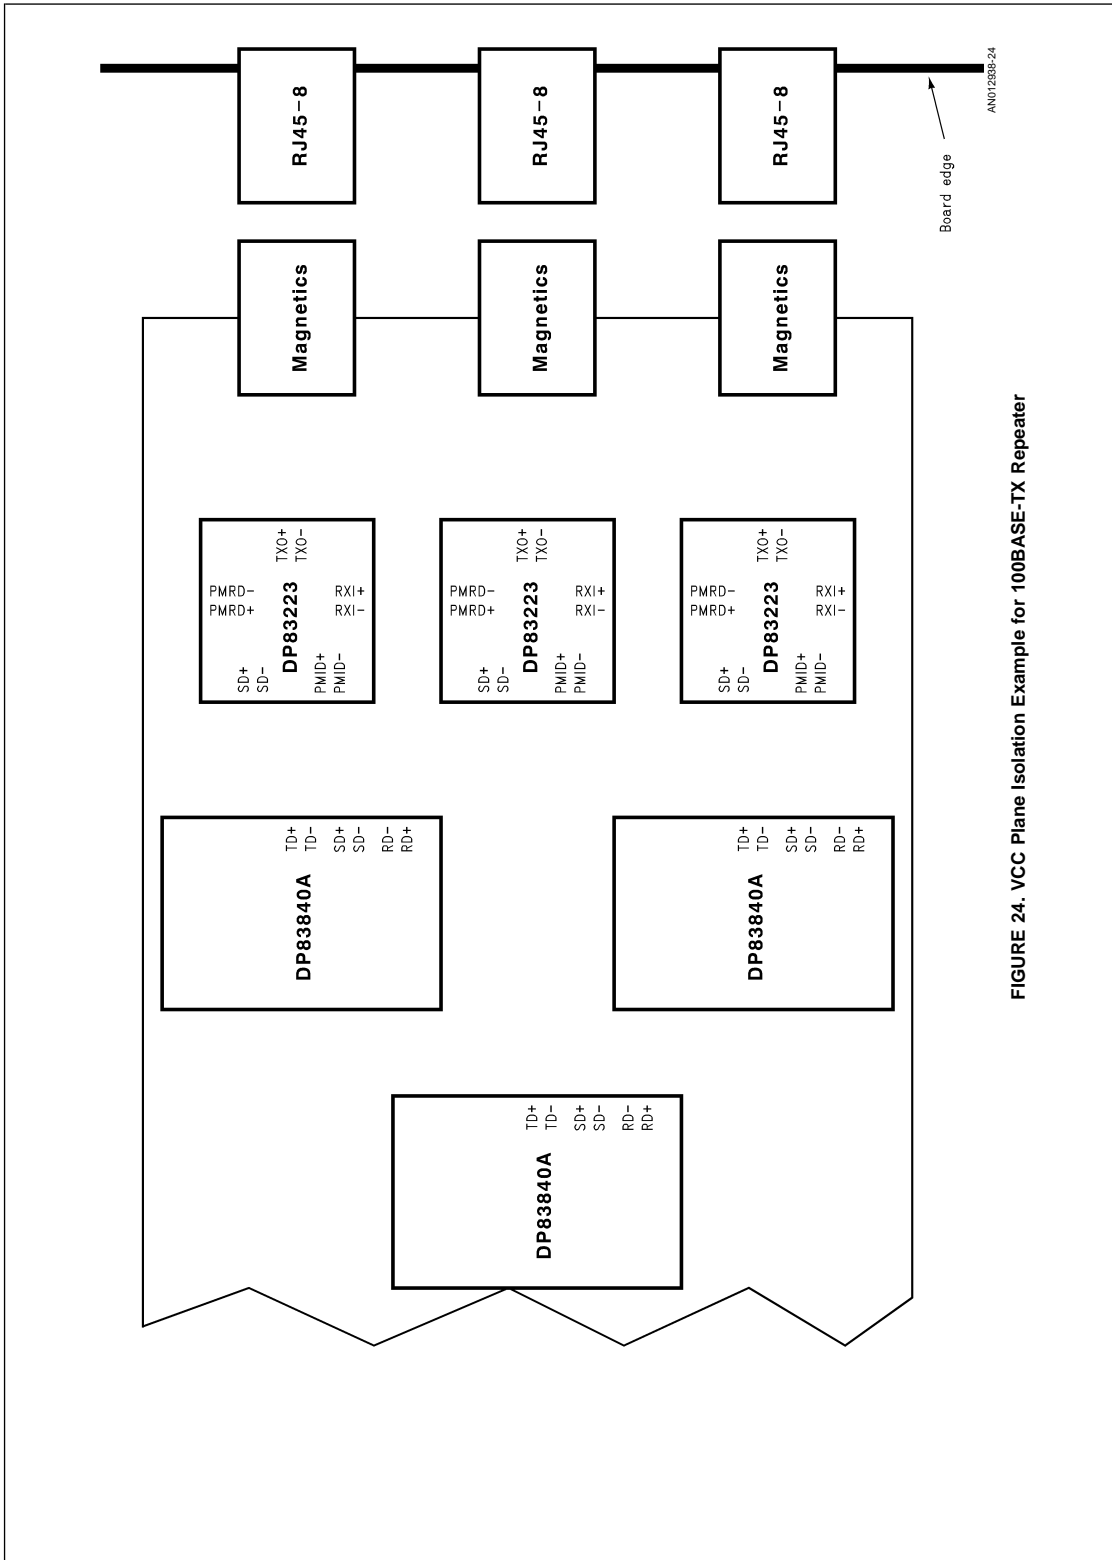 RJ45-8
RJ45-8
RJ45-8
AN012938-24
Board edge
Magnetics
Magnetics
Magnetics
TXO+
TXO-
PMRD-
PMRD+
DP83223
RXI+
RXI-
SD+
SD-
PMID+
PMID-
TXO+
TXO-
PMRD-
PMRD+
DP83223
RXI+
RXI-
SD+
SD-
PMID+
PMID-
TXO+
TXO-
PMRD-
PMRD+
DP83223
RXI+
RXI-
SD+
SD-
PMID+
PMID-
TD+
TD-
SD+
SD-
RD-
RD+
DP83840A
TD+
TD-
SD+
SD-
RD-
RD+
DP83840A
TD+
TD-
SD+
SD-
RD-
RD+
DP83840A
FIGURE 24. VCC Plane Isolation Example for 100BASE-TX Repeater